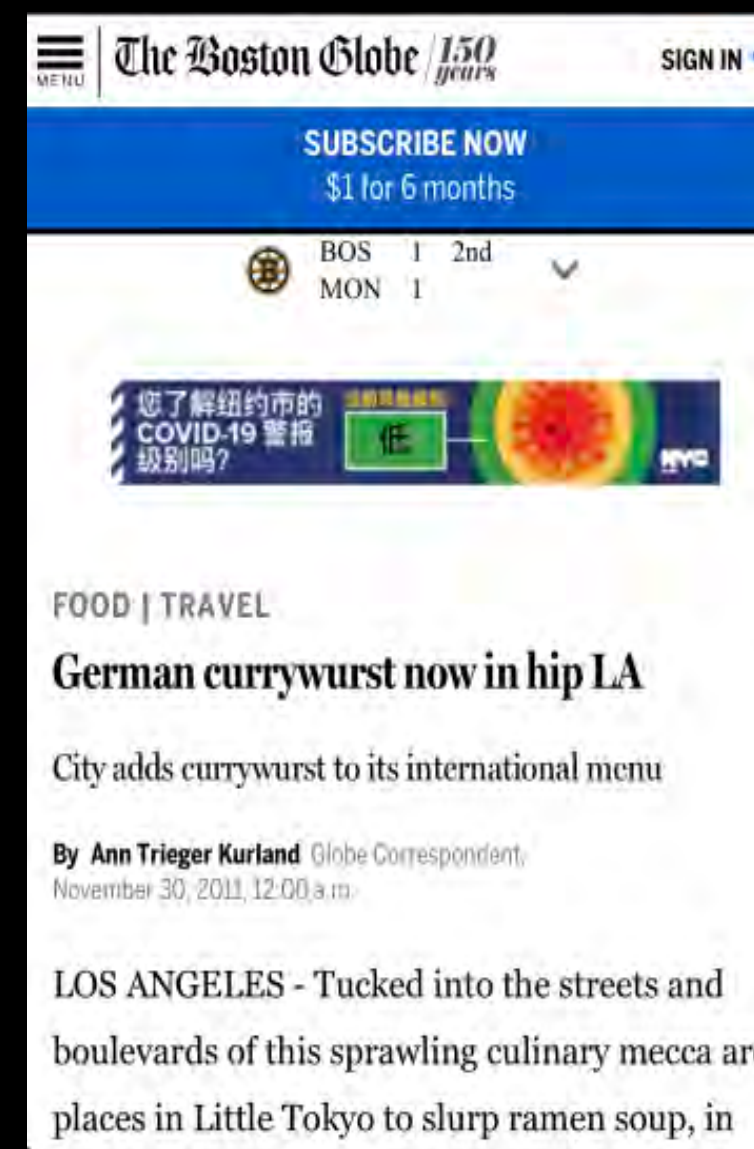 MENU
The Boston Globe / 150 years
SIGN IN
SUBSCRIBE NOW
$1 for 6 months
BOS 1 2nd
MON 1
您了解纽约市的
COVID-19 警报
级别吗?
低
NYC
FOOD | TRAVEL
German currywurst now in hip LA
City adds currywurst to its international menu
By Ann Trieger Kurland Globe Correspondent,
November 30, 2011, 12:00 a.m.
LOS ANGELES - Tucked into the streets and
boulevards of this sprawling culinary mecca ar
places in Little Tokyo to slurp ramen soup, in